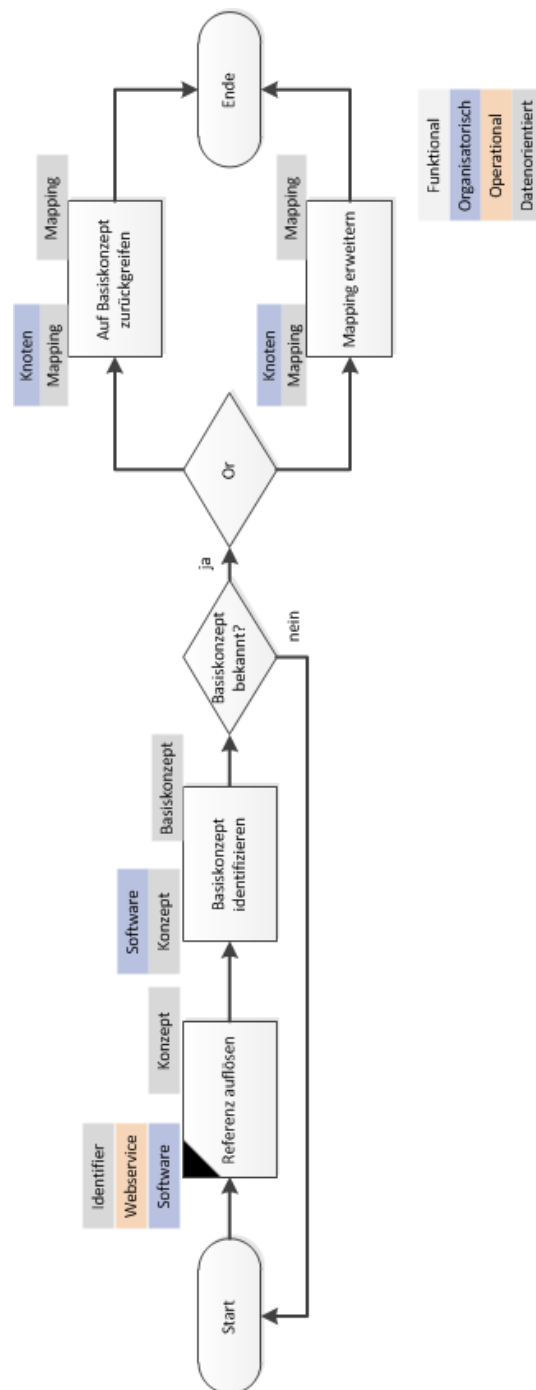 Identifier
Webservice
Software
Konzept
Software
Konzept
Basiskonzept
Start
Referenz auflösen
Basiskonzept
identifizieren
Basiskonzept
bekannt?
ja
nein
Or
Knoten
Mapping
Mapping
Auf Basiskonzept
zurückgreifen
Knoten
Mapping
Mapping
Mapping erweitern
Ende
Funktional
Organisatorisch
Operational
Datenorientiert